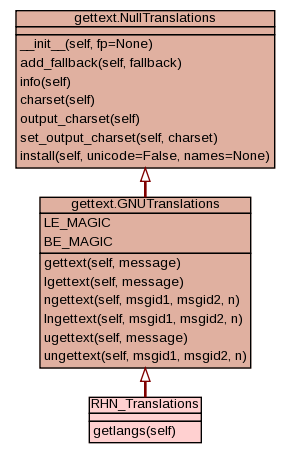 gettext.NullTranslations
__init__(self, fp=None)
add_fallback(self, fallback)
info(self)
charset(self)
output_charset(self)
set_output_charset(self, charset)
install(self, unicode=False, names=None)
gettext.GNUTranslations
LE_MAGIC
BE_MAGIC
gettext(self, message)
lgettext(self, message)
ngettext(self, msgid1, msgid2, n)
lngettext(self, msgid1, msgid2, n)
ugettext(self, message)
ungettext(self, msgid1, msgid2, n)
RHN_Translations
getlangs(self)